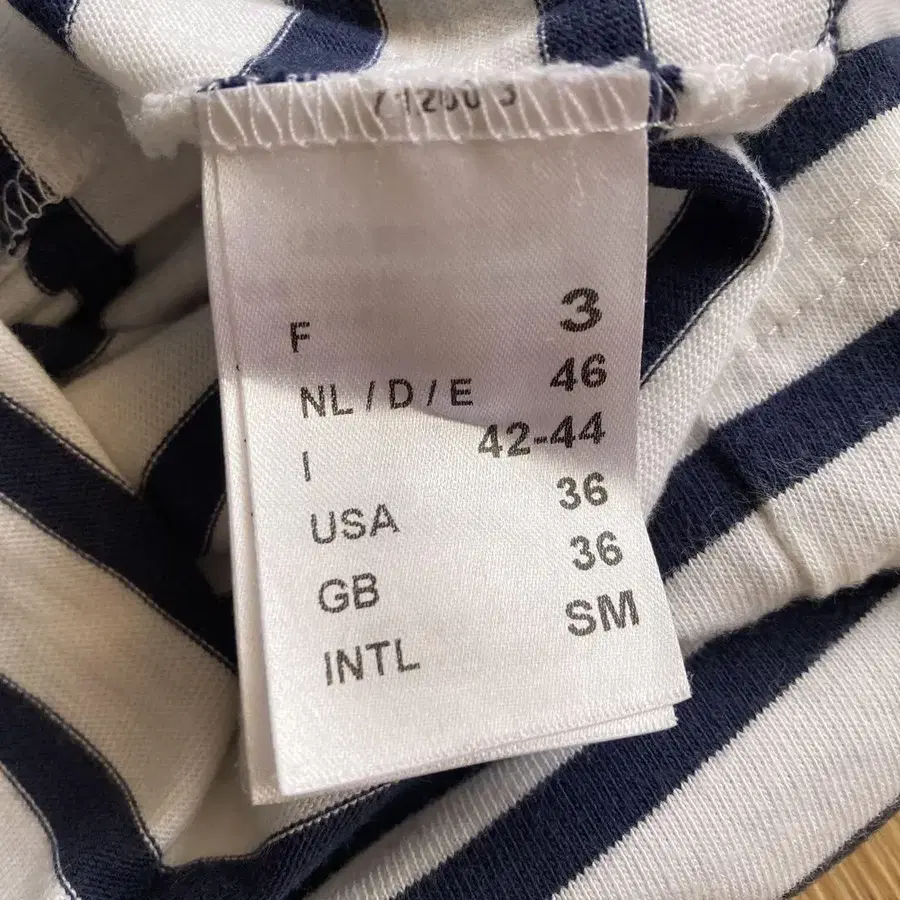 F 3
NL / D / E 46
I 42-44
USA 36
GB 36
INTL SM